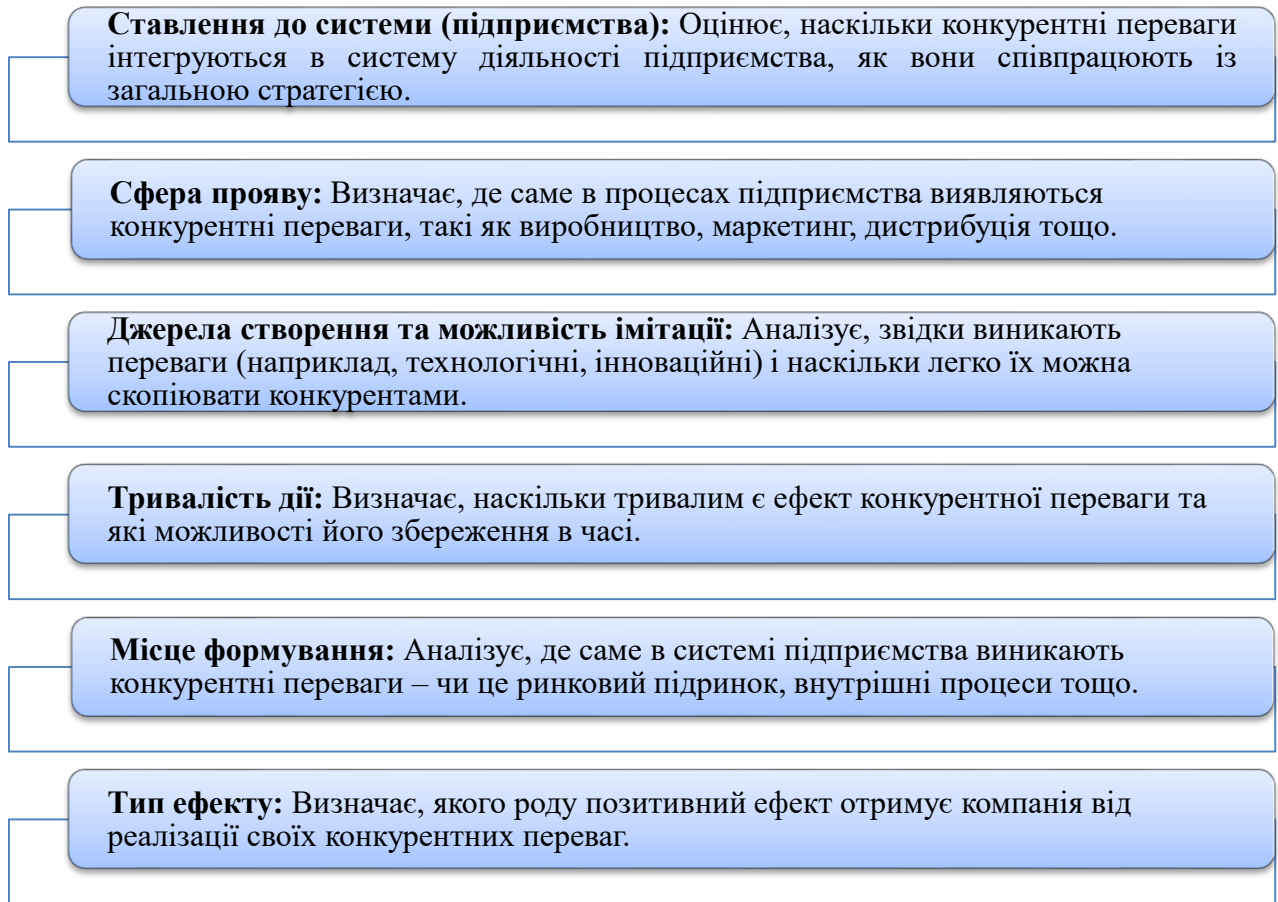 Ставлення до системи (підприємства): Оцінює, наскільки конкурентні переваги
інтегруються в систему діяльності підприємства, як вони співпрацюють із
загальною стратегією.
Сфера прояву: Визначає, де саме в процесах підприємства виявляються
конкурентні переваги, такі як виробництво, маркетинг, дистрибуція тощо.
Джерела створення та можливість імітації: Аналізує, звідки виникають
переваги (наприклад, технологічні, інноваційні) і наскільки легко їх можна
скопіювати конкурентами.
Тривалість дії: Визначає, наскільки тривалим є ефект конкурентної переваги та
які можливості його збереження в часі.
Місце формування: Аналізує, де саме в системі підприємства виникають
конкурентні переваги – чи це ринковий підринок, внутрішні процеси тощо.
Тип ефекту: Визначає, якого роду позитивний ефект отримує компанія від
реалізації своїх конкурентних переваг.